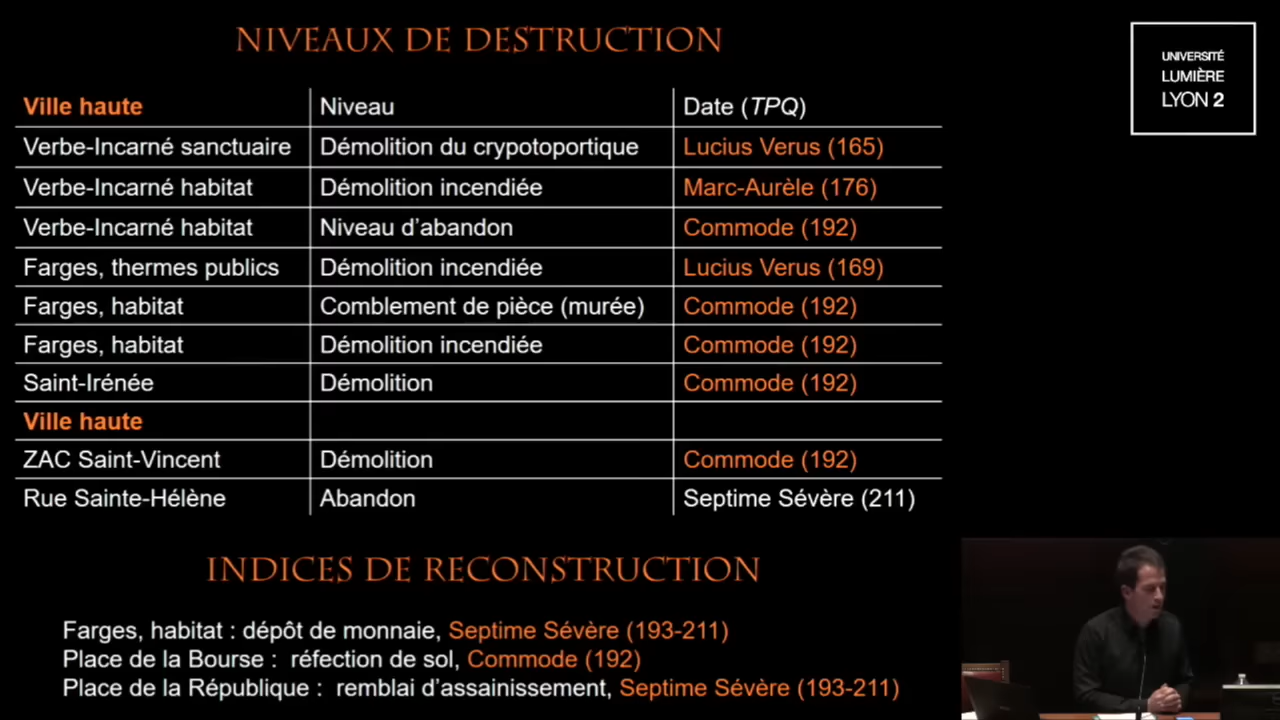 NIVEAUX DE DESTRUCTION
UNIVERSITÉ
LUMIÈRE
LYON 2
Ville haute Niveau Date (TPQ)
Verbe-Incarné sanctuaire Démolition du crypotoportique Lucius Verus (165)
Verbe-Incarné habitat Démolition incendiée Marc-Aurèle (176)
Verbe-Incarné habitat Niveau d'abandon Commode (192)
Farges, thermes publics Démolition incendiée Lucius Verus (169)
Farges, habitat Comblement de pièce (murée) Commode (192)
Farges, habitat Démolition incendiée Commode (192)
Saint-Irénée Démolition Commode (192)
Ville haute
ZAC Saint-Vincent Démolition Commode (192)
Rue Sainte-Hélène Abandon Septime Sévère (211)
INDICES DE RECONSTRUCTION
Farges, habitat : dépôt de monnaie, Septime Sévère (193-211)
Place de la Bourse : réfection de sol, Commode (192)
Place de la République : remblai d'assainissement, Septime Sévère (193-211)